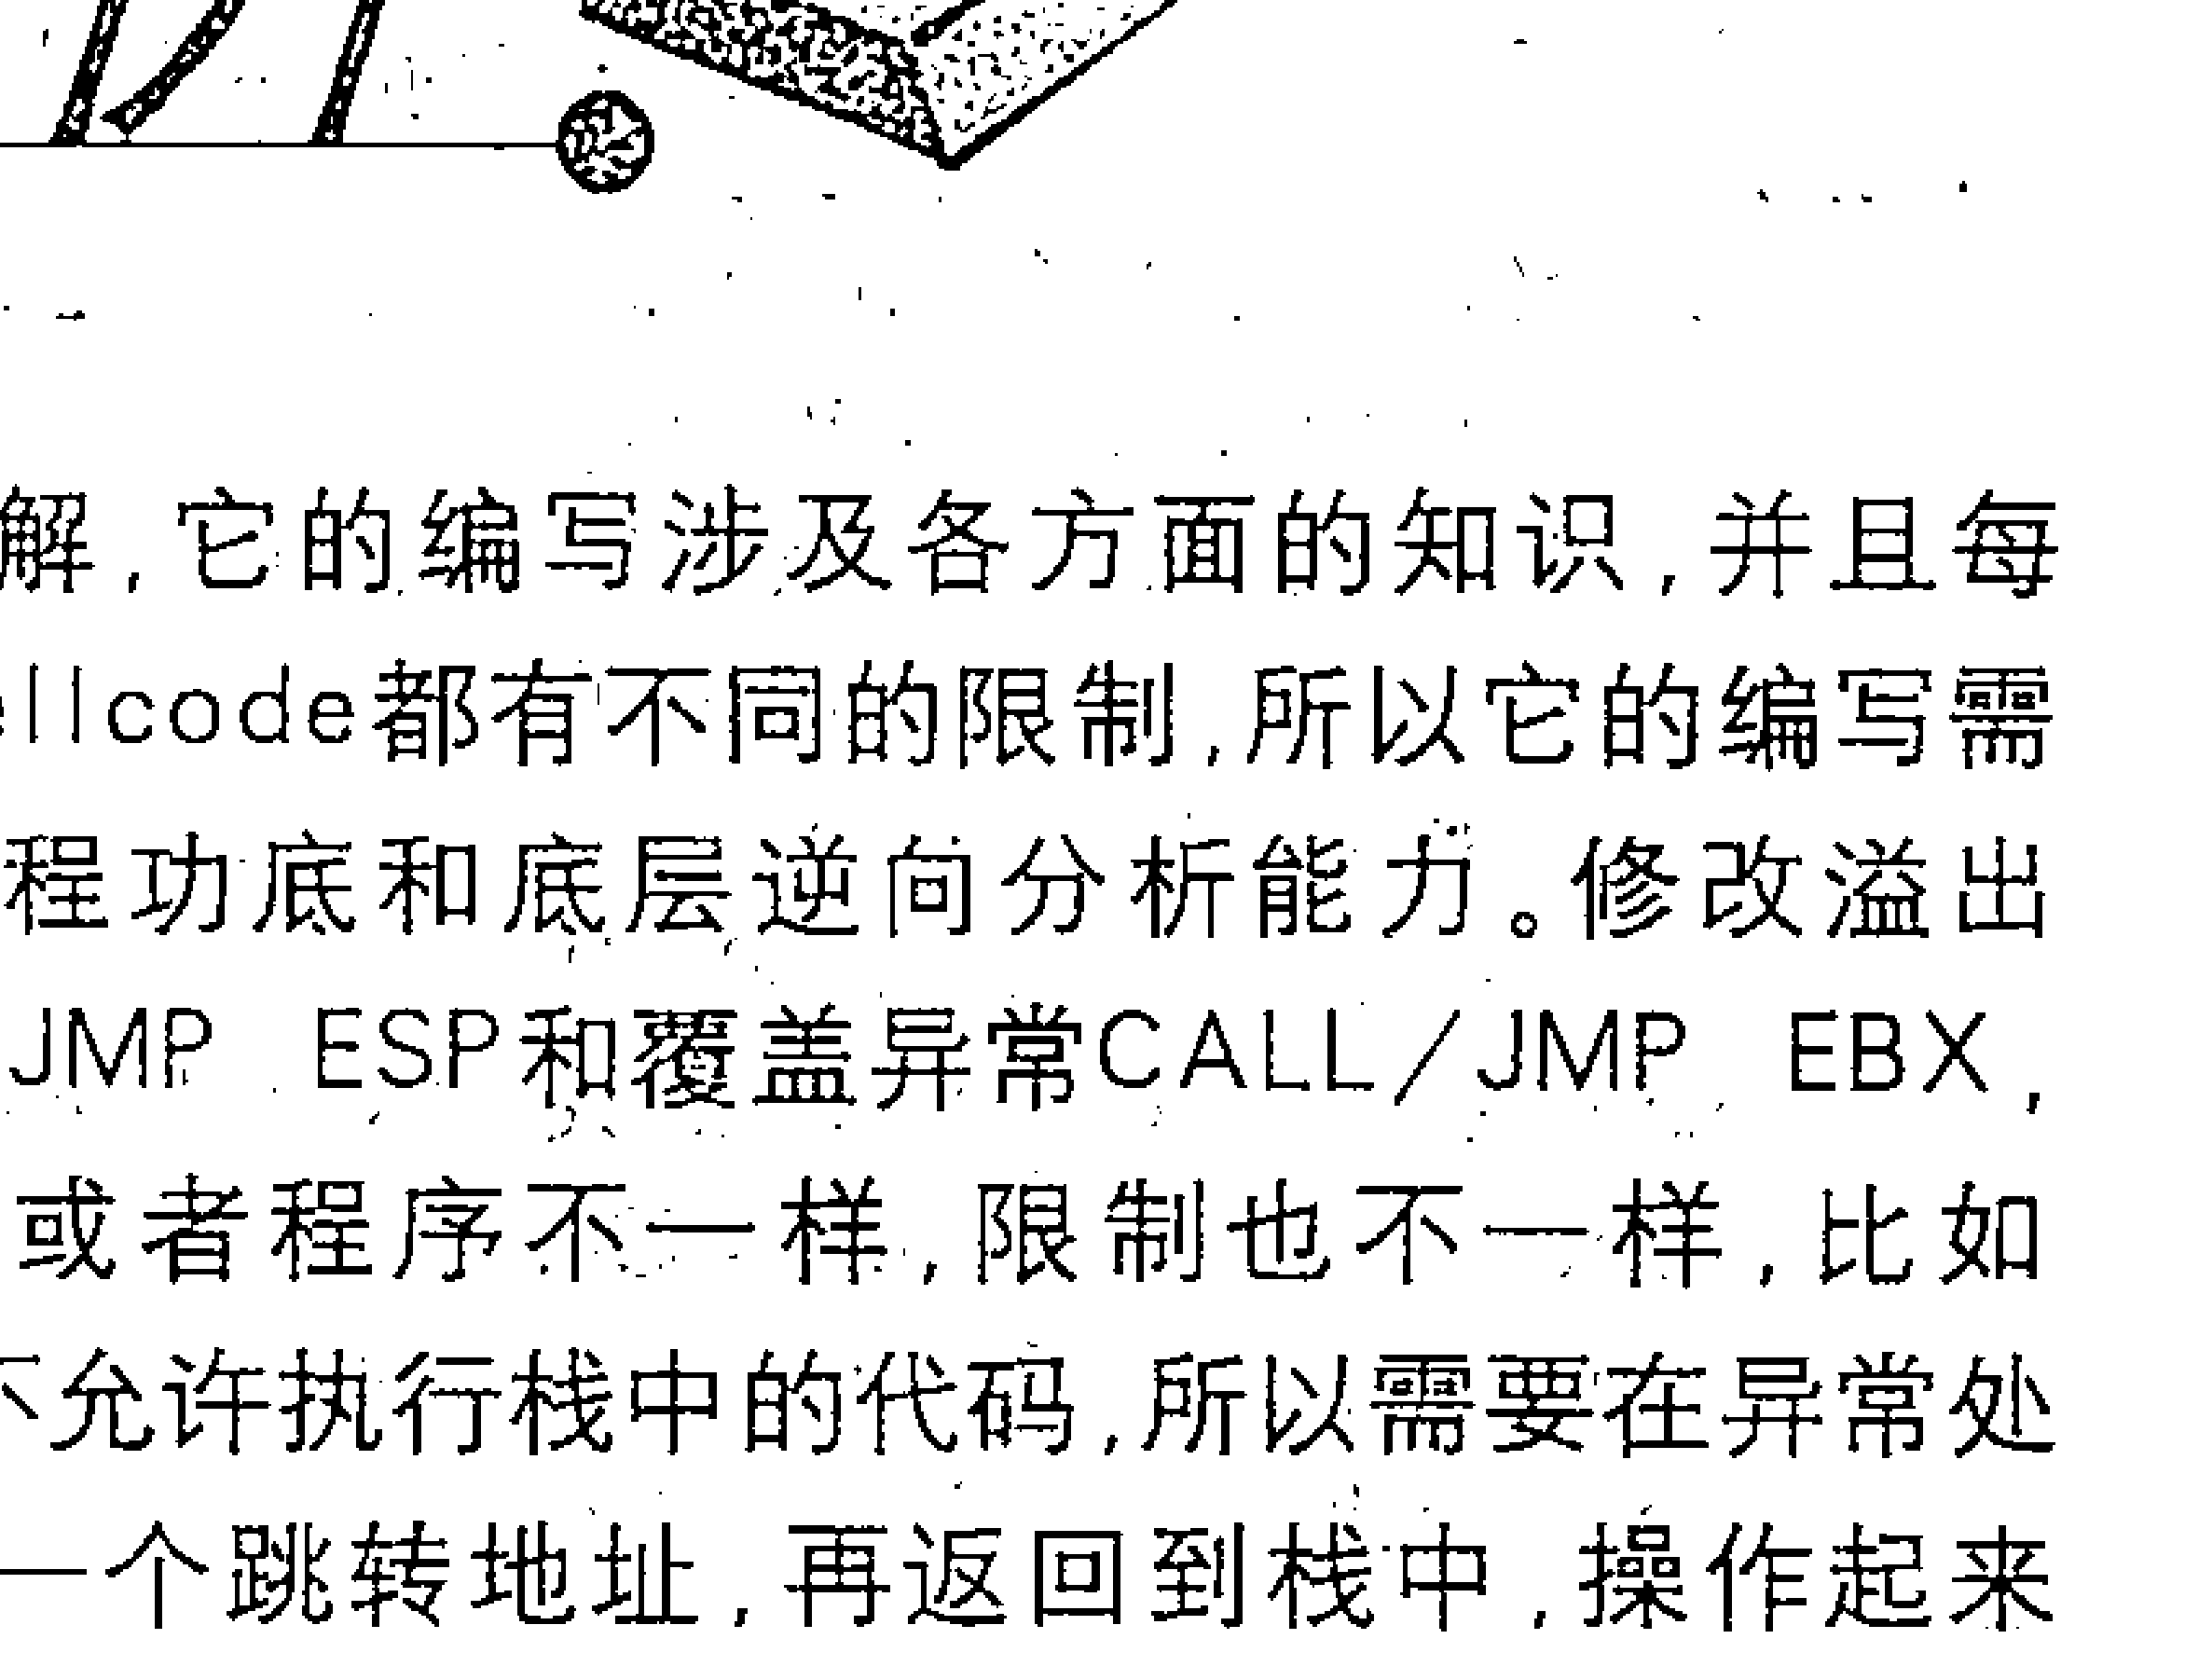 解,它的编写涉及各方面的知识,并且每
ellcode都有不同的限制,所以它的编写需
程功底和底层逆向分析能力。修改溢出
JMP ESP和覆盖异常CALL/JMP EBX,
或者程序不一样,限制也不一样,比如
不允许执行栈中的代码,所以需要在异常处
一个跳转地址,再返回到栈中,操作起来